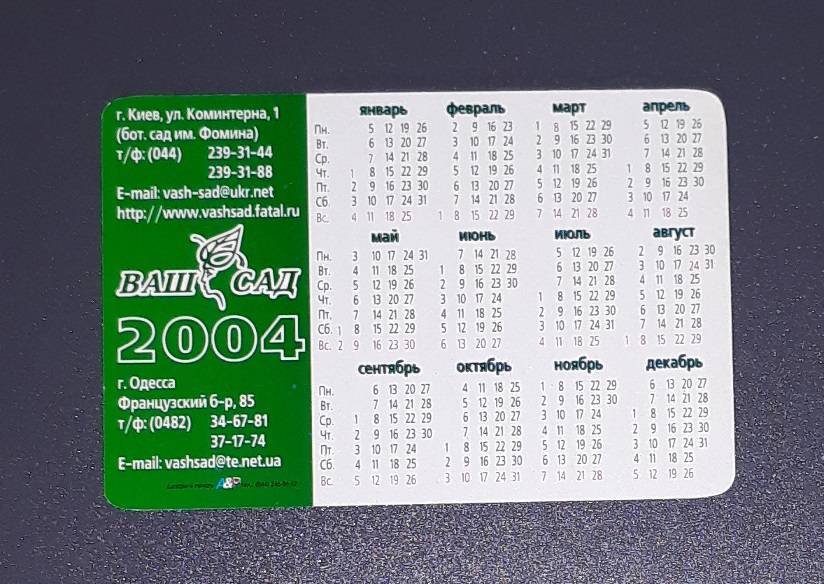 г. Киев, ул. Коминтерна, 1
(бот. сад им. Фомина)
т/ф: (044) 239-31-44
239-31-88
E-mail: vash-sad@ukr.net
http://www.vashsad.fatal.ru
ВАШ САД
2004
г. Одесса
Французский б-р, 85
т/ф: (0482) 34-67-81
37-17-74
E-mail: vashsad@te.net.ua
A&P
январь февраль март апрель
Пн. 5 12 19 26 2 9 16 23 1 8 15 22 29 5 12 19 26
Вт. 6 13 20 27 3 10 17 24 2 9 16 23 30 6 13 20 27
Ср. 7 14 21 28 4 11 18 25 3 10 17 24 31 7 14 21 28
Чт. 1 8 15 22 29 5 12 19 26 4 11 18 25 1 8 15 22 29
Пт. 2 9 16 23 30 6 13 20 27 5 12 19 26 2 9 16 23 30
Сб. 3 10 17 24 31 7 14 21 28 6 13 20 27 3 10 17 24
Вс. 4 11 18 25 1 8 15 22 29 7 14 21 28 4 11 18 25
май июнь июль август
Пн. 3 10 17 24 31 7 14 21 28 5 12 19 26 2 9 16 23 30
Вт. 4 11 18 25 1 8 15 22 29 6 13 20 27 3 10 17 24 31
Ср. 5 12 19 26 2 9 16 23 30 7 14 21 28 4 11 18 25
Чт. 6 13 20 27 3 10 17 24 1 8 15 22 29 5 12 19 26
Пт. 7 14 21 28 4 11 18 25 2 9 16 23 30 6 13 20 27
Сб. 1 8 15 22 29 5 12 19 26 3 10 17 24 31 7 14 21 28
Вс. 2 9 16 23 30 6 13 20 27 4 11 18 25 1 8 15 22 29
сентябрь октябрь ноябрь декабрь
Пн. 6 13 20 27 4 11 18 25 1 8 15 22 29 6 13 20 27
Вт. 7 14 21 28 5 12 19 26 2 9 16 23 30 7 14 21 28
Ср. 1 8 15 22 29 6 13 20 27 3 10 17 24 1 8 15 22 29
Чт. 2 9 16 23 30 7 14 21 28 4 11 18 25 2 9 16 23 30
Пт. 3 10 17 24 1 8 15 22 29 5 12 19 26 3 10 17 24 31
Сб. 4 11 18 25 2 9 16 23 30 6 13 20 27 4 11 18 25
Вс. 5 12 19 26 3 10 17 24 31 7 14 21 28 5 12 19 26